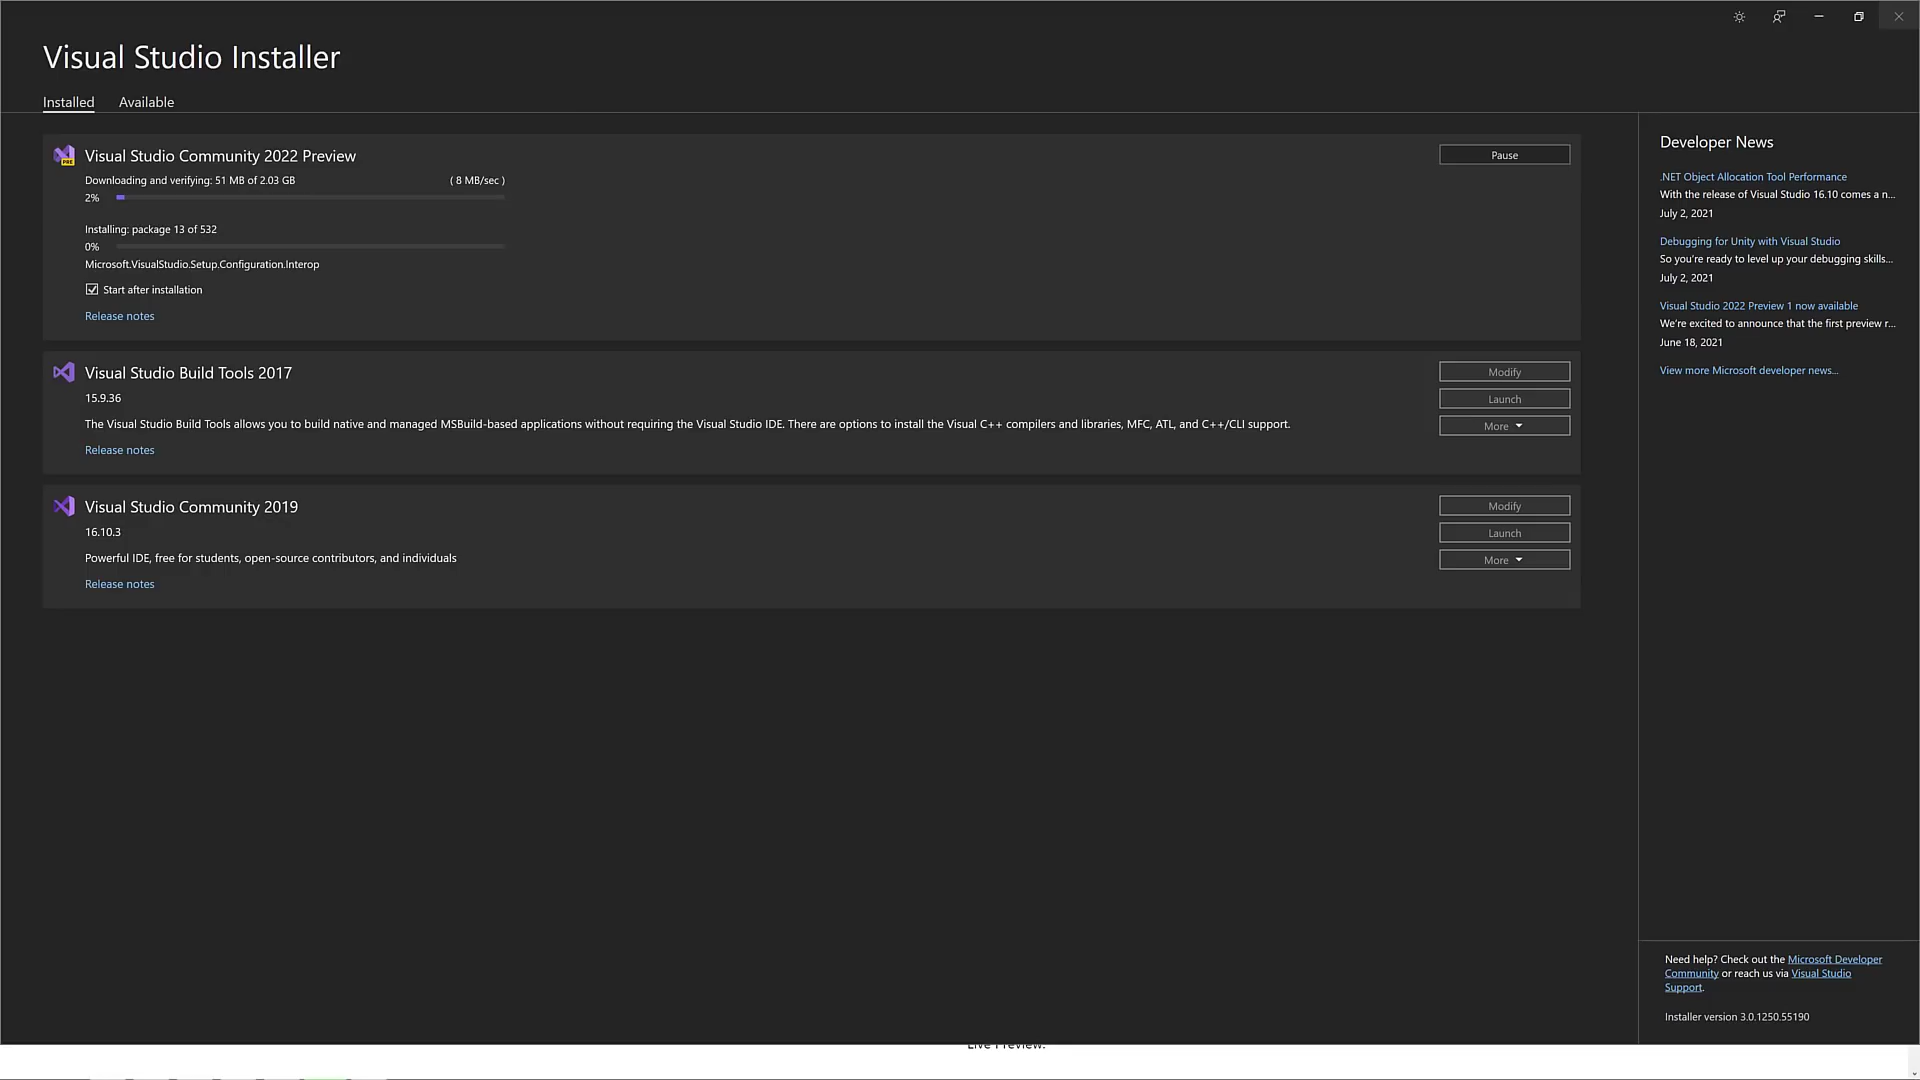 Visual Studio Installer
Installed
Available
PRE
Visual Studio Community 2022 Preview
Pause
Downloading and verifying: 51 MB of 2.03 GB
( 8 MB/sec )
2%
Installing: package 13 of 532
0%
Microsoft.VisualStudio.Setup.Configuration.Interop
Start after installation
Release notes
Visual Studio Build Tools 2017
15.9.36
The Visual Studio Build Tools allows you to build native and managed MSBuild-based applications without requiring the Visual Studio IDE. There are options to install the Visual C++ compilers and libraries, MFC, ATL, and C++/CLI support.
Release notes
Modify
Launch
More
Visual Studio Community 2019
16.10.3
Powerful IDE, free for students, open-source contributors, and individuals
Release notes
Modify
Launch
More
Developer News
.NET Object Allocation Tool Performance
With the release of Visual Studio 16.10 comes a n...
July 2, 2021
Debugging for Unity with Visual Studio
So you're ready to level up your debugging skills...
July 2, 2021
Visual Studio 2022 Preview 1 now available
We're excited to announce that the first preview r...
June 18, 2021
View more Microsoft developer news...
Need help? Check out the Microsoft Developer
Community or reach us via Visual Studio
Support.
Installer version 3.0.1250.55190
Live Preview.